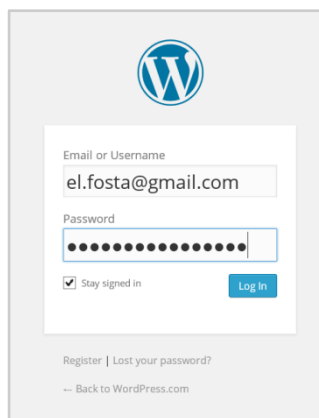 Email or Username
el.fosta@gmail.com
Password
●●●●●●●●●●●●●●●●
Stay signed in
Log In
Register | Lost your password?
← Back to WordPress.com